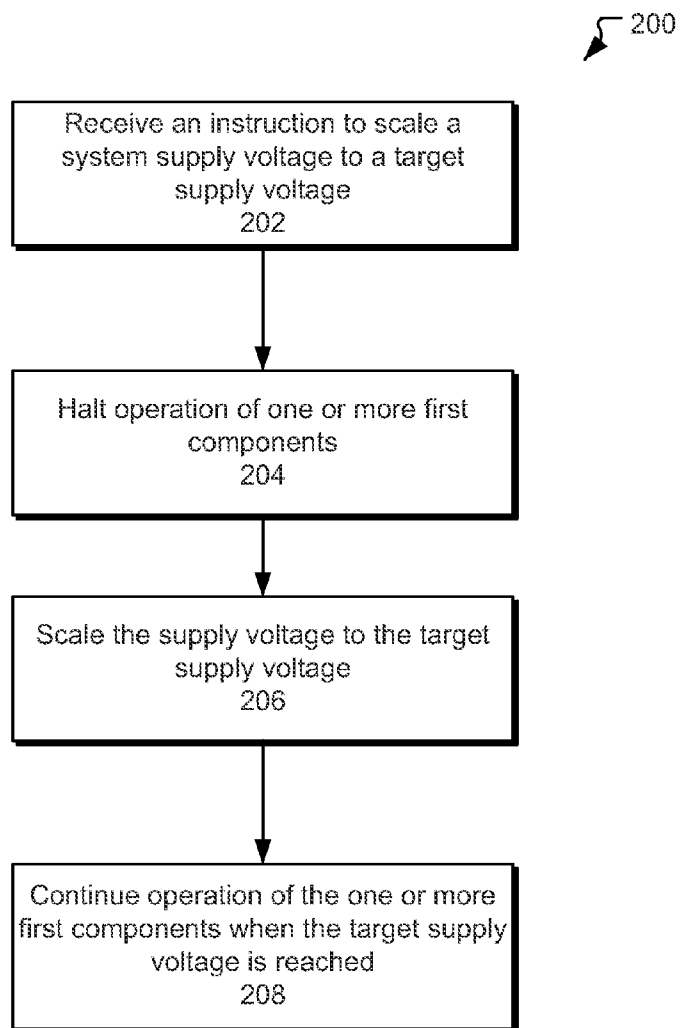 200
Receive an instruction to scale a
system supply voltage to a target
supply voltage
202
Halt operation of one or more first
components
204
Scale the supply voltage to the target
supply voltage
206
Continue operation of the one or more
first components when the target supply
voltage is reached
208